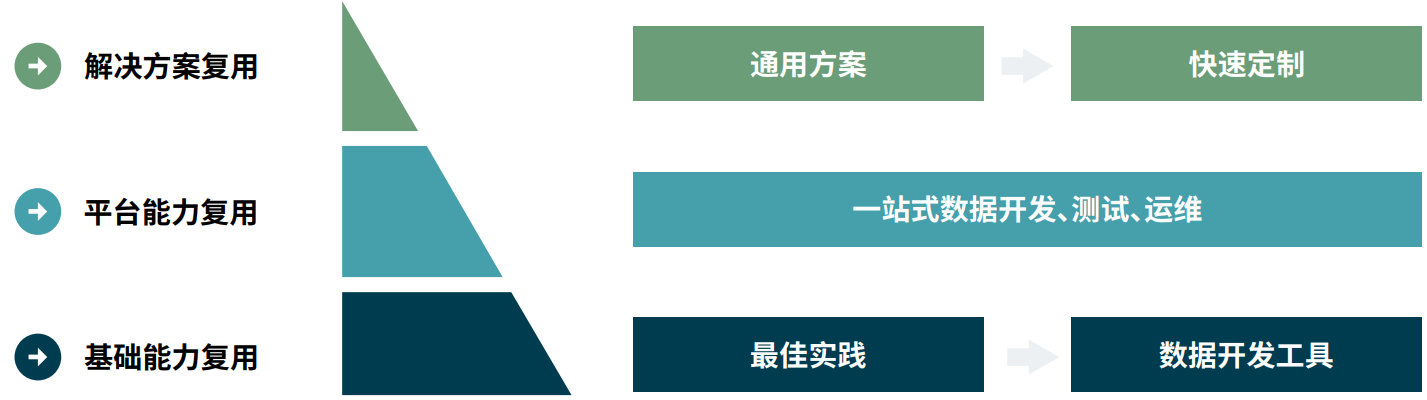 解决方案复用
通用方案
快速定制
平台能力复用
一站式数据开发、测试、运维
基础能力复用
最佳实践
数据开发工具